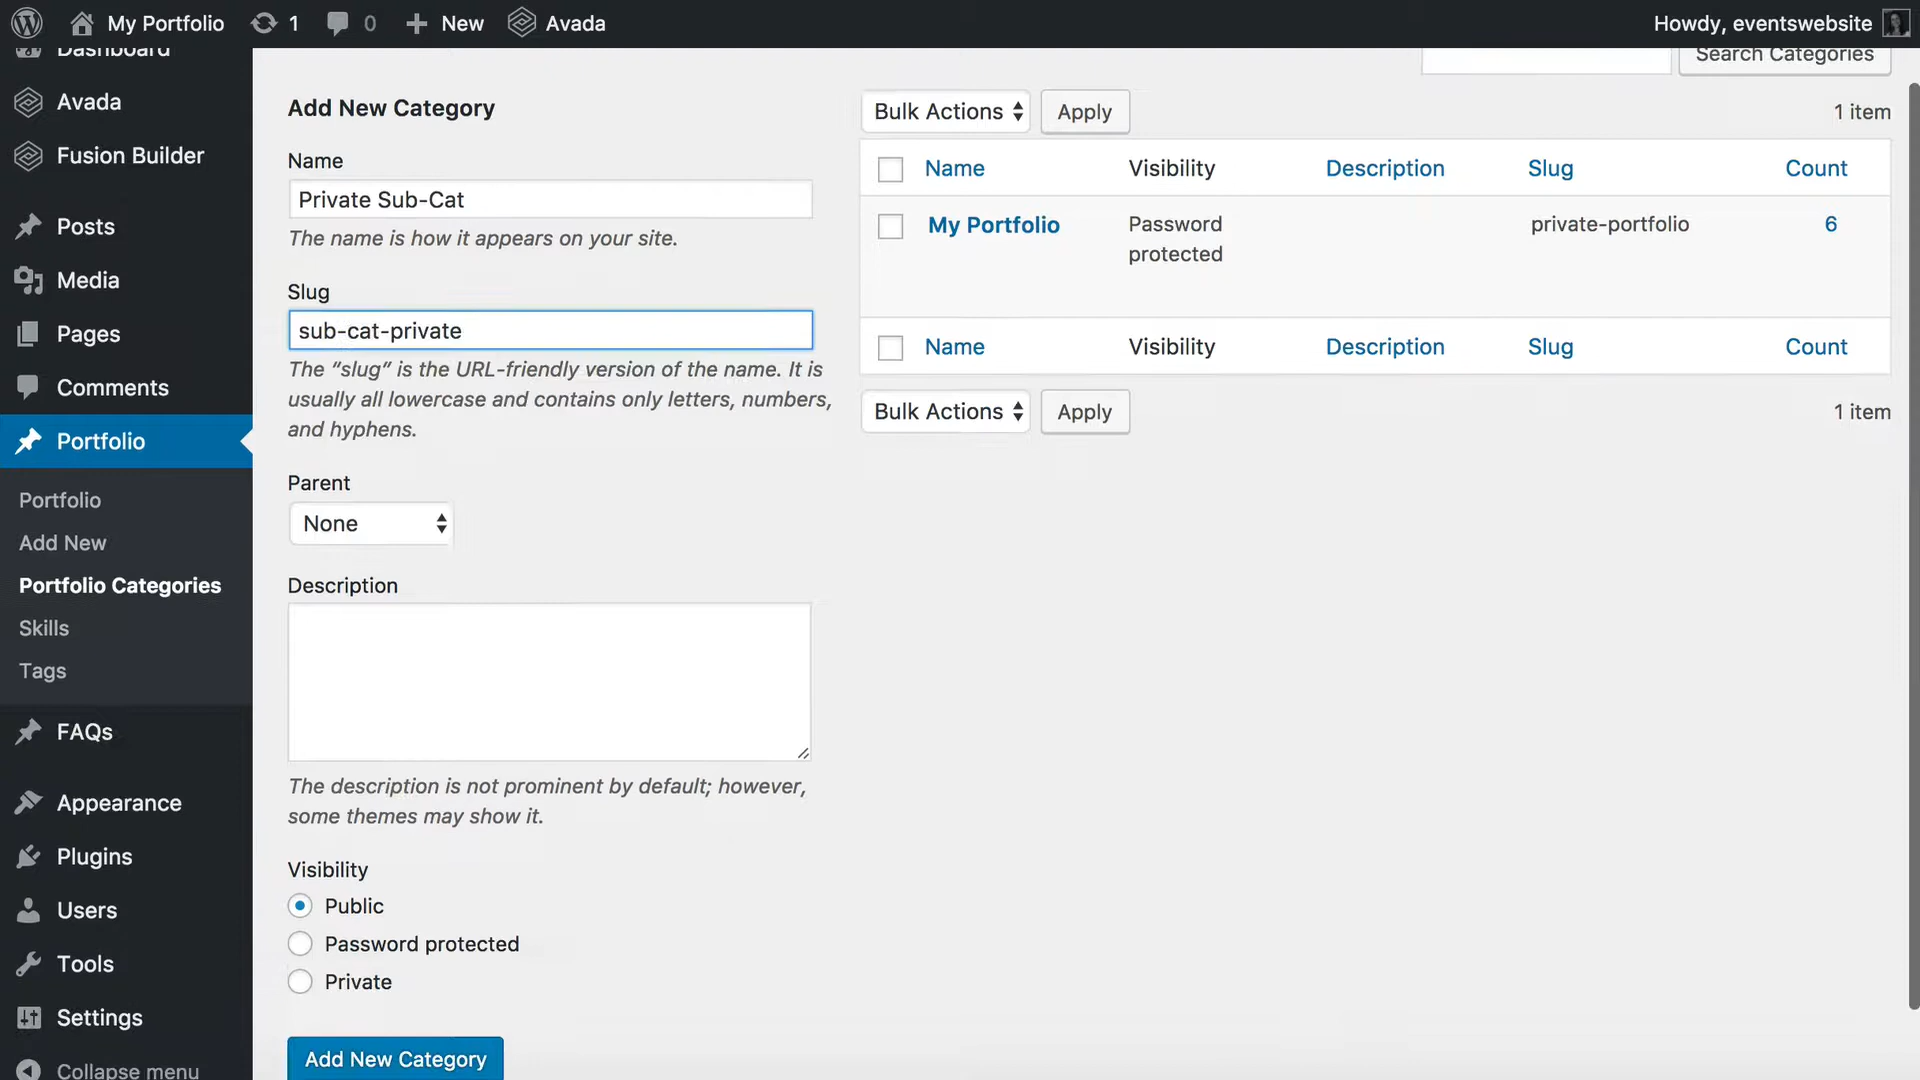 My Portfolio
1
0
New
Avada
Howdy, eventswebsite
Dashboard
Avada
Fusion Builder
Posts
Media
Pages
Comments
Portfolio
Portfolio
Add New
Portfolio Categories
Skills
Tags
FAQs
Appearance
Plugins
Users
Tools
Settings
Collapse menu
Add New Category
Name
Private Sub-Cat
The name is how it appears on your site.
Slug
sub-cat-private
The “slug” is the URL-friendly version of the name. It is
usually all lowercase and contains only letters, numbers,
and hyphens.
Parent
None
Description
The description is not prominent by default; however,
some themes may show it.
Visibility
Public
Password protected
Private
Add New Category
Search Categories
Bulk Actions
Apply
1 item
Name Visibility Description Slug Count
My Portfolio Password private-portfolio 6
protected
Name Visibility Description Slug Count
Bulk Actions
Apply
1 item